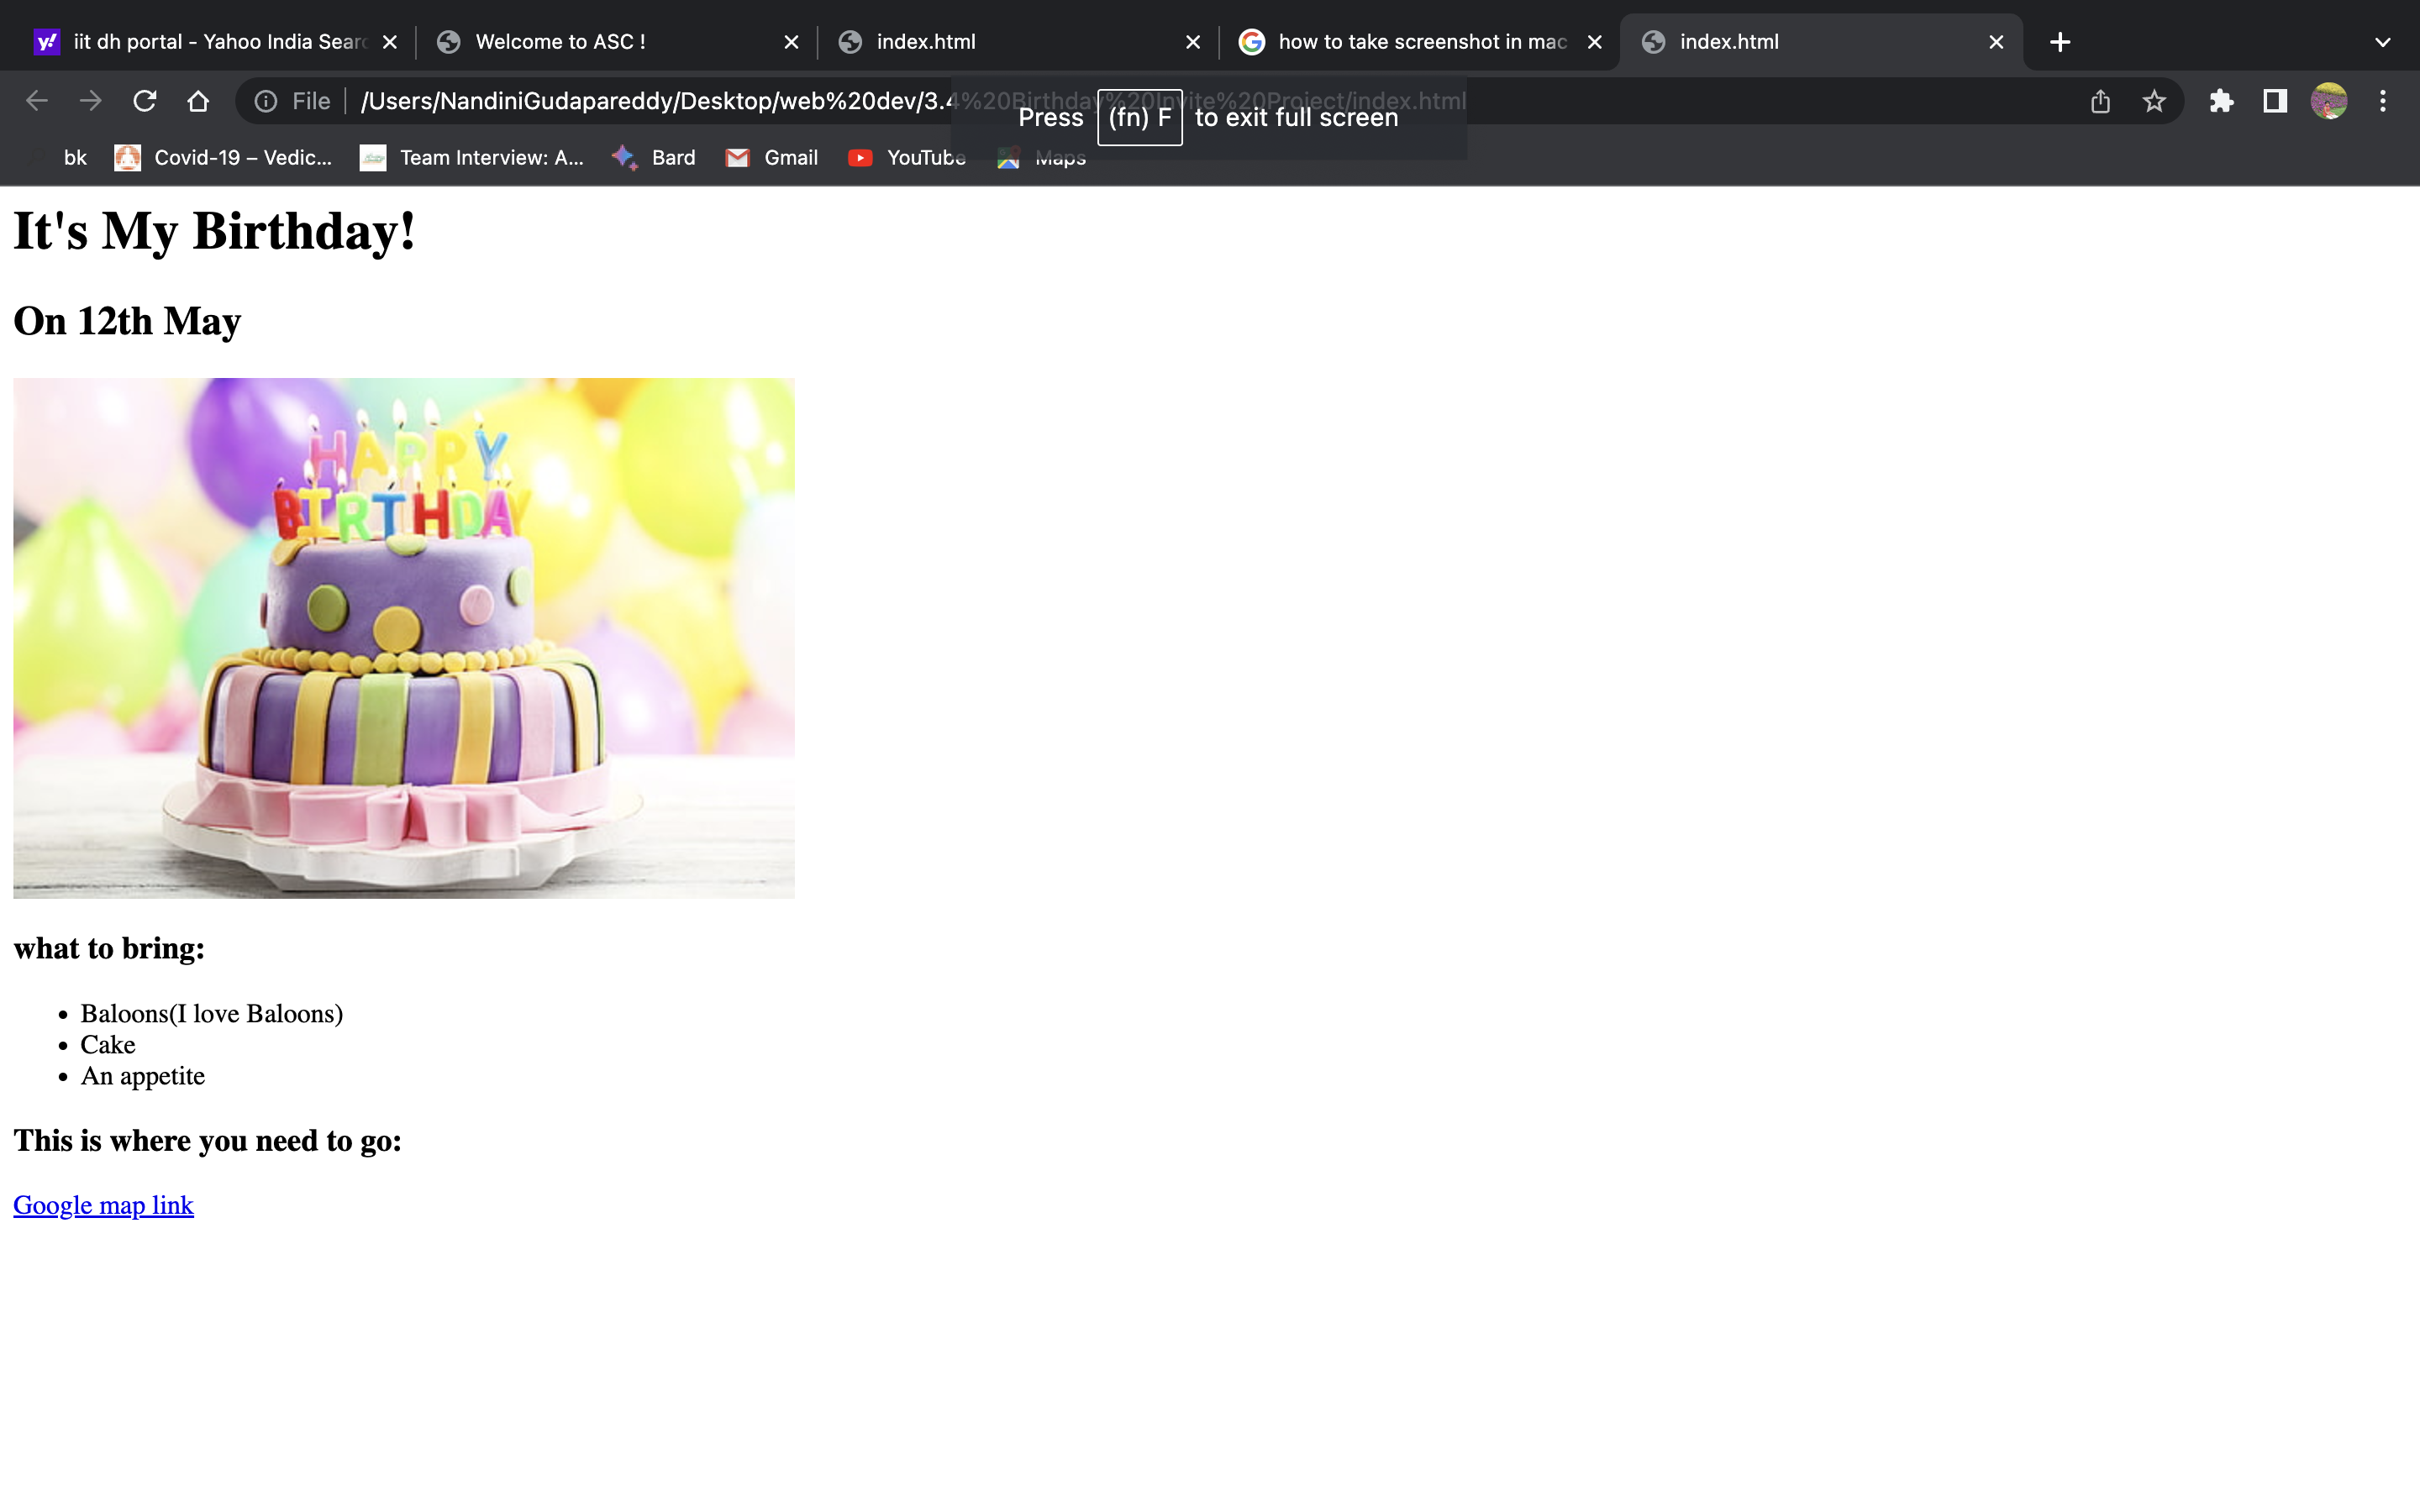 iit dh portal - Yahoo India Sear
Welcome to ASC !
index.html
how to take screenshot in mac
index.html
File
/Users/NandiniGudapareddy/Desktop/web%20dev/3.4%20Birthday%20Invite%20Project/index.html
Press (fn) F to exit full screen
bk
Covid-19 – Vedic...
Team Interview: A...
Bard
Gmail
YouTube
Maps
It's My Birthday!
On 12th May
HAPPY
BIRTHDAY
what to bring:
• Baloons(I love Baloons)
• Cake
• An appetite
This is where you need to go:
Google map link